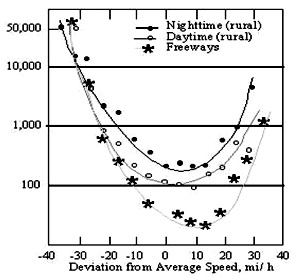 Nighttime (rural)
Daytime (rural)
Freeways
50,000
10,000
1,000
100
-40 -30 -20 -10 0 10 20 30 40
Deviation from Average Speed, mi/ h